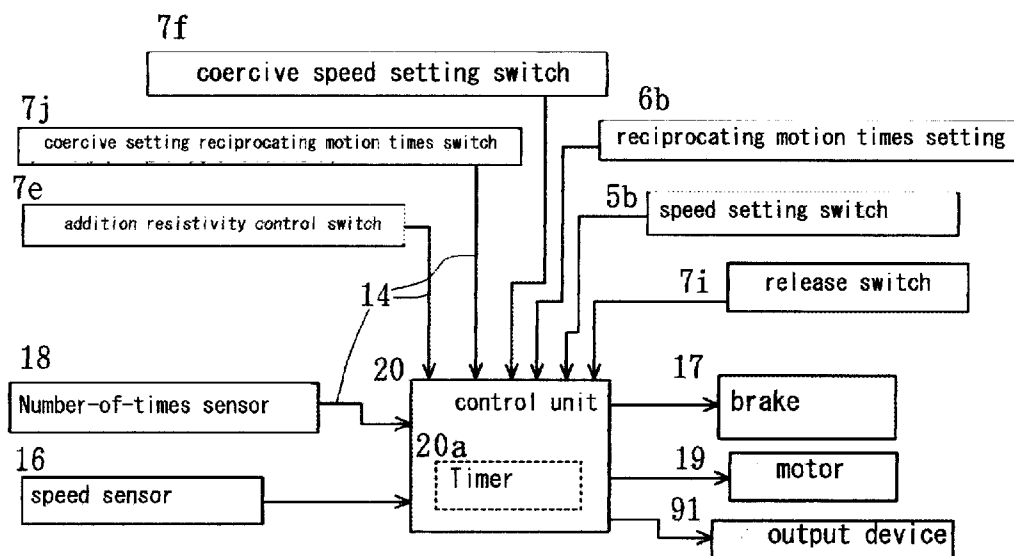 7f
coercive speed setting switch
7j
coercive setting reciprocating motion times switch
6b
reciprocating motion times setting
7e
addition resistivity control switch
5b
speed setting switch
7i
release switch
14
18
Number-of-times sensor
20
control unit
17
brake
20a
Timer
16
speed sensor
19
motor
91
output device